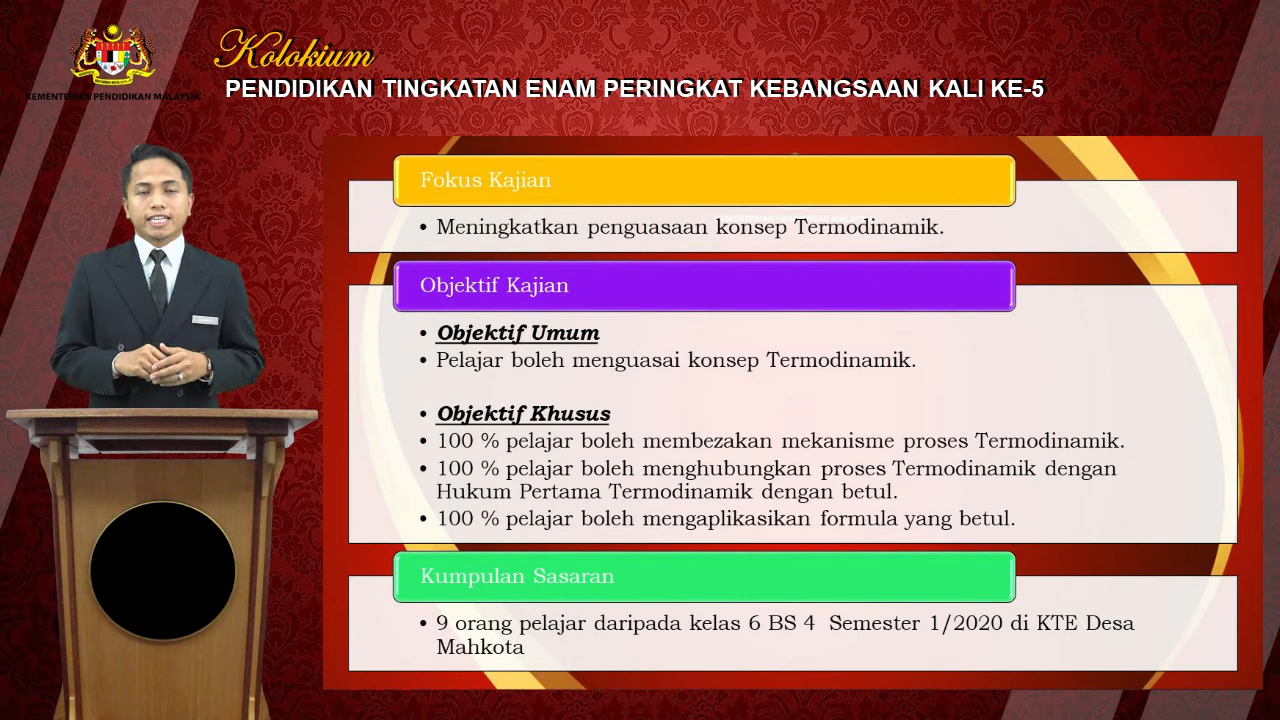 Kolokium
KEMENTERIAN PENDIDIKAN MALAYSIA
PENDIDIKAN TINGKATAN ENAM PERINGKAT KEBANGSAAN KALI KE-5
Fokus Kajian
• Meningkatkan penguasaan konsep Termodinamik.
Objektif Kajian
• Objektif Umum
• Pelajar boleh menguasai konsep Termodinamik.
• Objektif Khusus
• 100 % pelajar boleh membezakan mekanisme proses Termodinamik.
• 100 % pelajar boleh menghubungkan proses Termodinamik dengan
Hukum Pertama Termodinamik dengan betul.
• 100 % pelajar boleh mengaplikasikan formula yang betul.
Kumpulan Sasaran
• 9 orang pelajar daripada kelas 6 BS 4 Semester 1/2020 di KTE Desa
Mahkota